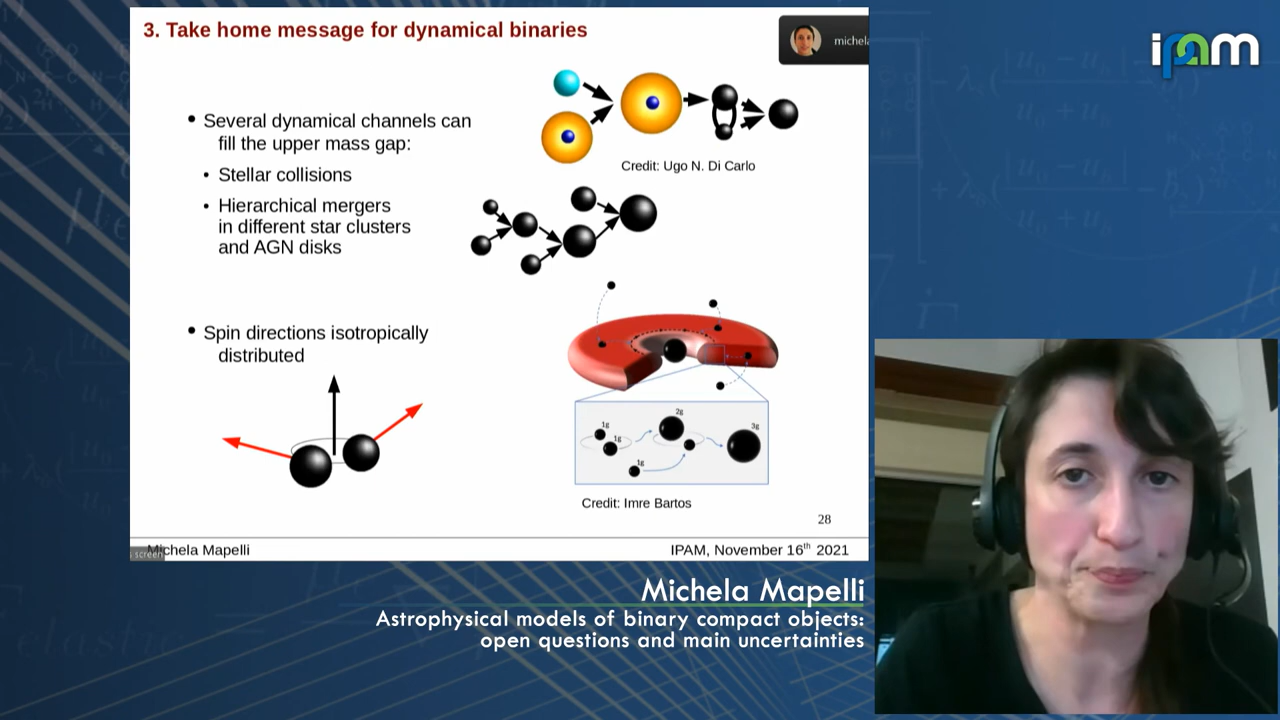 3. Take home message for dynamical binaries
michela
ipam
• Several dynamical channels can
fill the upper mass gap:
• Stellar collisions
• Hierarchical mergers
in different star clusters
and AGN disks
Credit: Ugo N. Di Carlo
• Spin directions isotropically
distributed
1g
1g
2g
1g
3g
Credit: Imre Bartos
28
screen
Michela Mapelli
IPAM, November 16th 2021
Michela Mapelli
Astrophysical models of binary compact objects:
open questions and main uncertainties